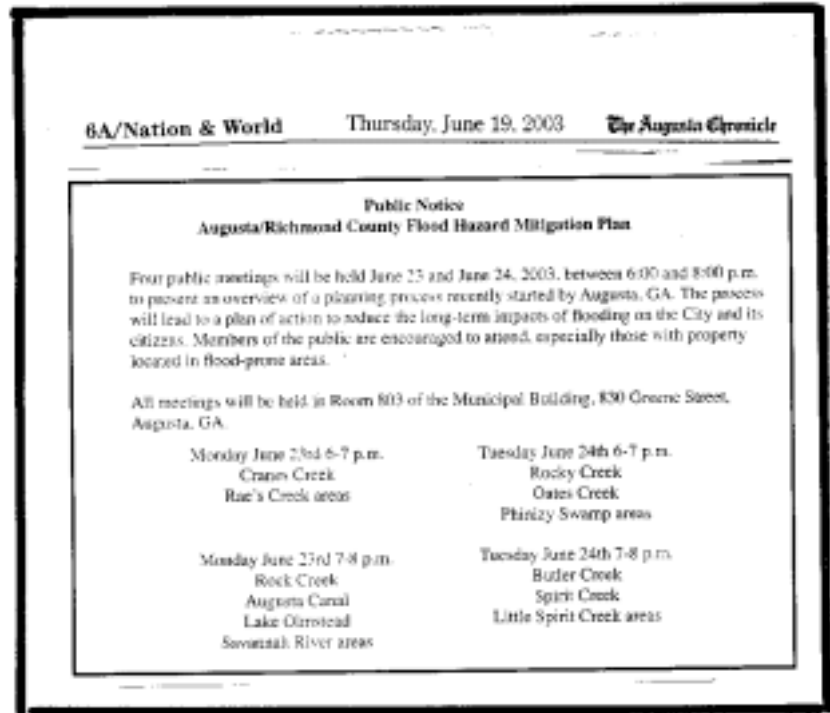 6A/Nation & World Thursday, June 19, 2003 The Augusta Chronicle
Public Notice
Augusta/Richmond County Flood Hazard Mitigation Plan
Four public meetings will be held June 23 and June 24, 2003, between 6:00 and 8:00 p.m.
to present an overview of a planning process recently started by Augusta, GA. The process
will lead to a plan of action to reduce the long-term impacts of flooding on the City and its
citizens. Members of the public are encouraged to attend, especially those with property
located in flood-prone areas.
All meetings will be held in Room 803 of the Municipal Building, 830 Greene Street,
Augusta, GA.
Monday June 23rd 6-7 p.m.
Cranes Creek
Rae's Creek areas
Tuesday June 24th 6-7 p.m.
Rocky Creek
Oates Creek
Phinizy Swamp areas
Monday June 23rd 7-8 p.m.
Rock Creek
Augusta Canal
Lake Olmstead
Savannah River areas
Tuesday June 24th 7-8 p.m.
Butler Creek
Spirit Creek
Little Spirit Creek areas